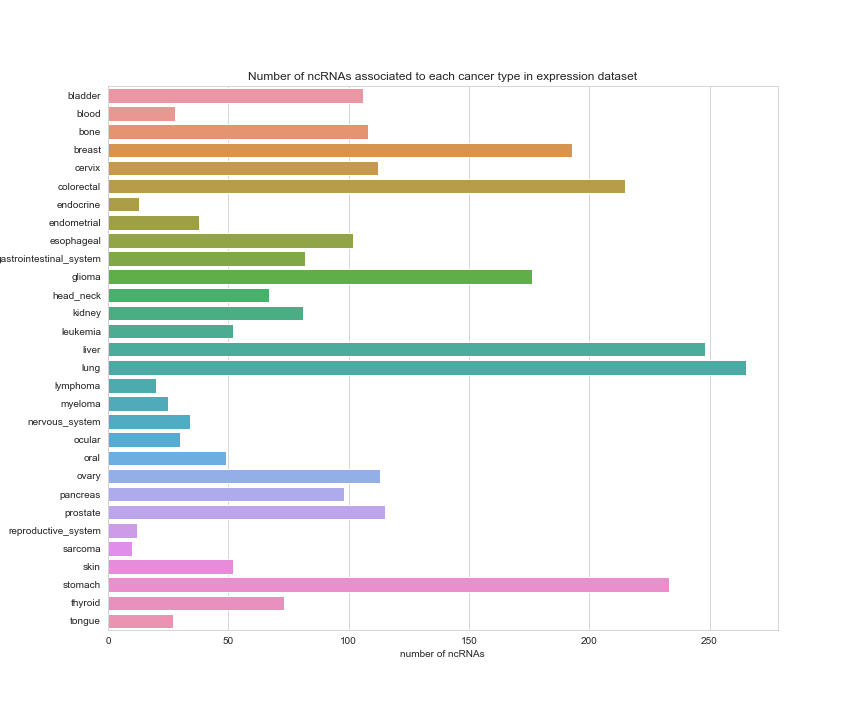 Number of ncRNAs associated to each cancer type in expression dataset
bladder
blood
bone
breast
cervix
colorectal
endocrine
endometrial
esophageal
astrointestinal_system
glioma
head_neck
kidney
leukemia
liver
lung
lymphoma
myeloma
nervous_system
ocular
oral
ovary
pancreas
prostate
reproductive_system
sarcoma
skin
stomach
thyroid
tongue
0 50 100 150 200 250
number of ncRNAs